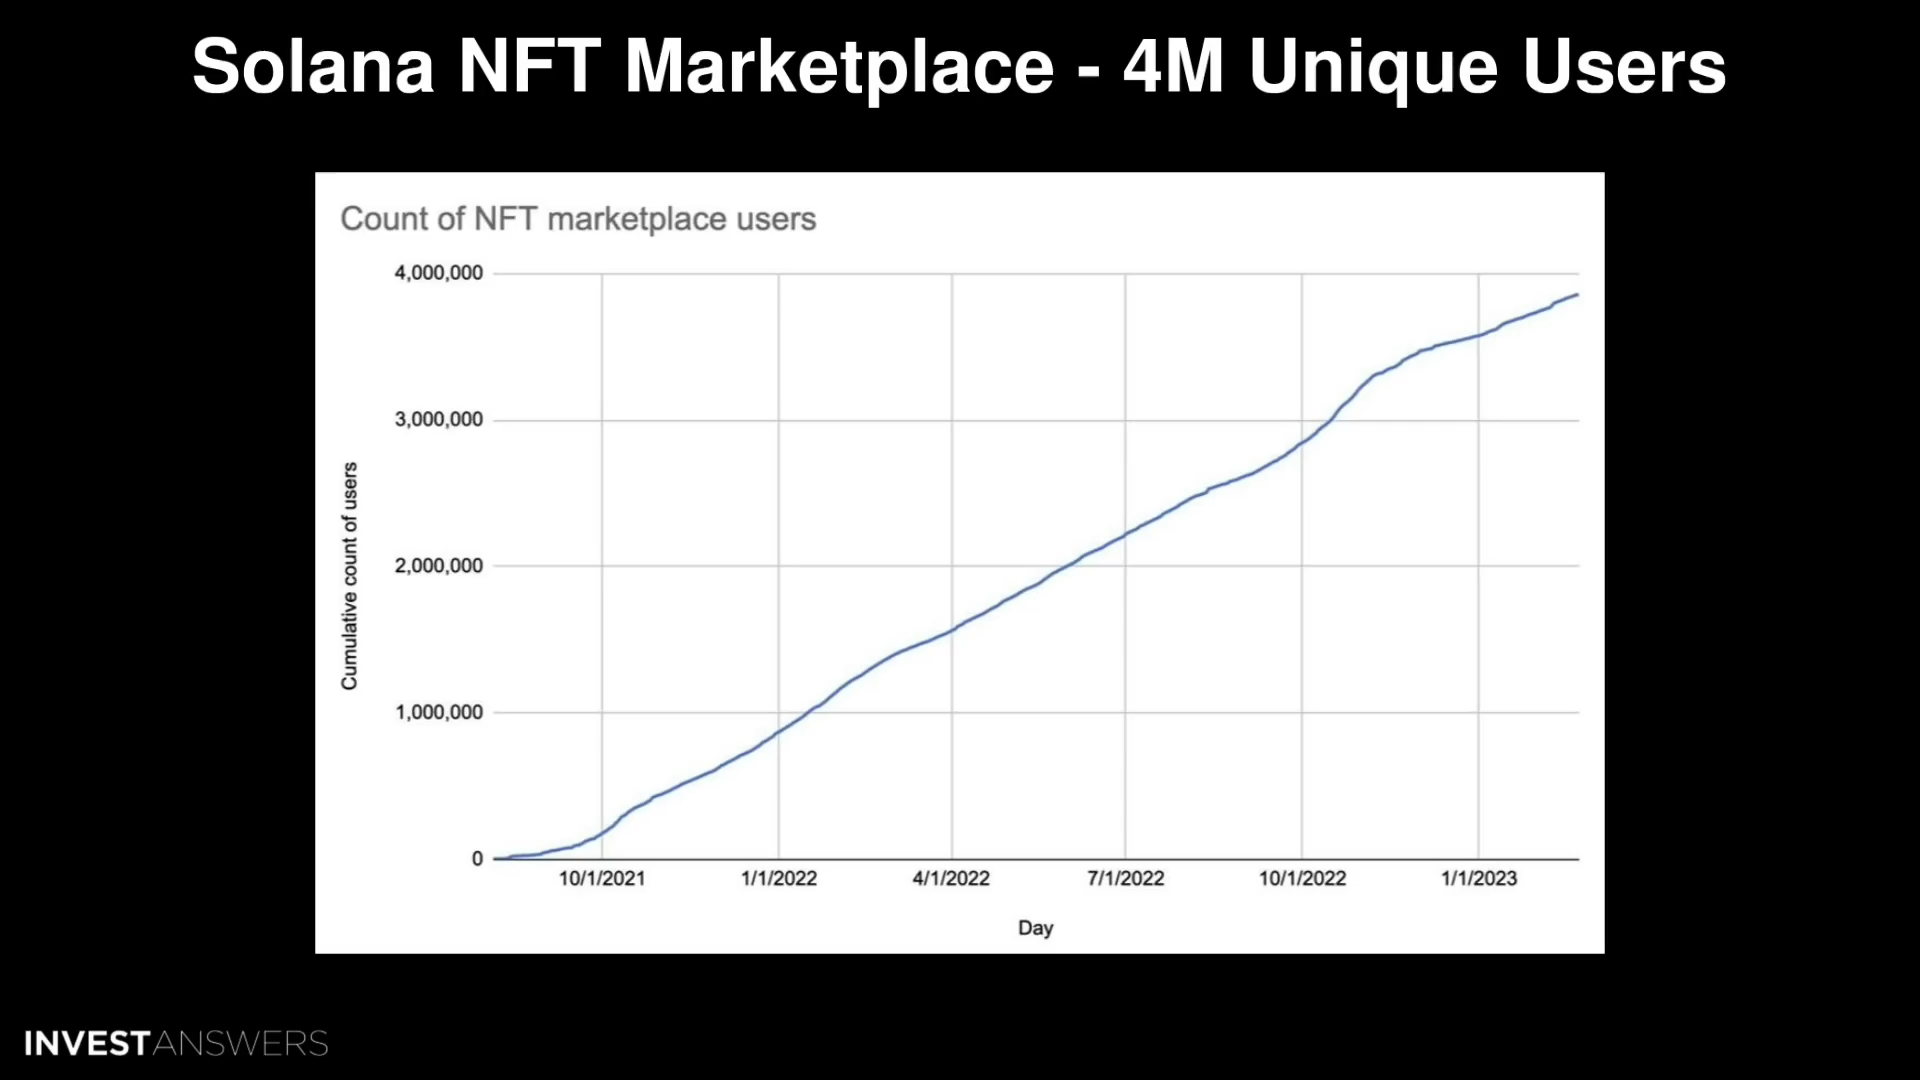 Solana NFT Marketplace - 4M Unique Users
Count of NFT marketplace users
4,000,000
3,000,000
2,000,000
1,000,000
0
Cumulative count of users
10/1/2021 1/1/2022 4/1/2022 7/1/2022 10/1/2022 1/1/2023
Day
INVESTANSWERS